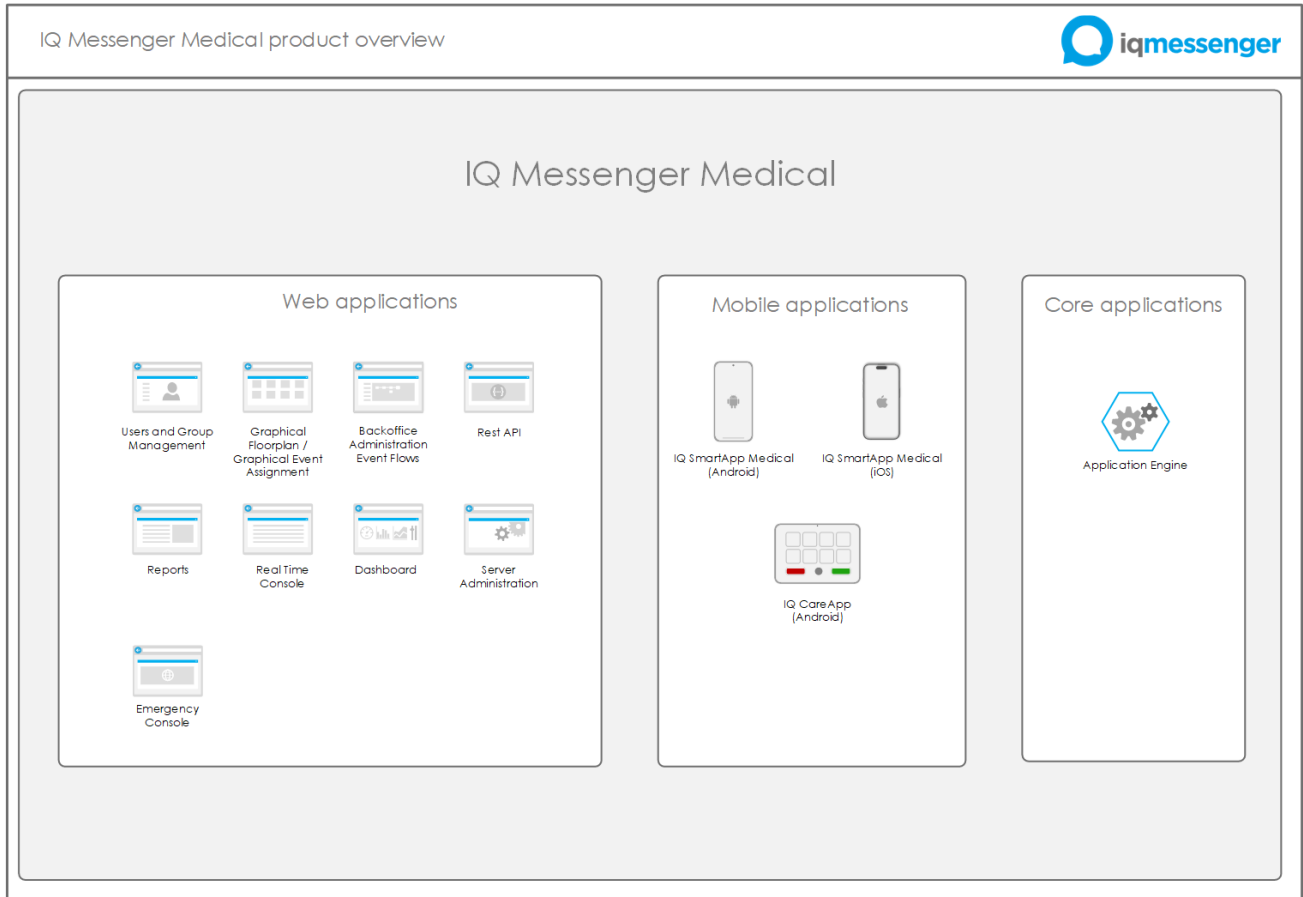 IQ Messenger Medical product overview
iqmessenger
IQ Messenger Medical
Web applications
Users and Group
Management
Graphical
Floorplan /
Graphical Event
Assignment
Backoffice
Administration
Event Flows
Rest API
Reports
Real Time
Console
Dashboard
Server
Administration
Emergency
Console
Mobile applications
IQ SmartApp Medical
(Android)
IQ SmartApp Medical
(iOS)
IQ CareApp
(Android)
Core applications
Application Engine